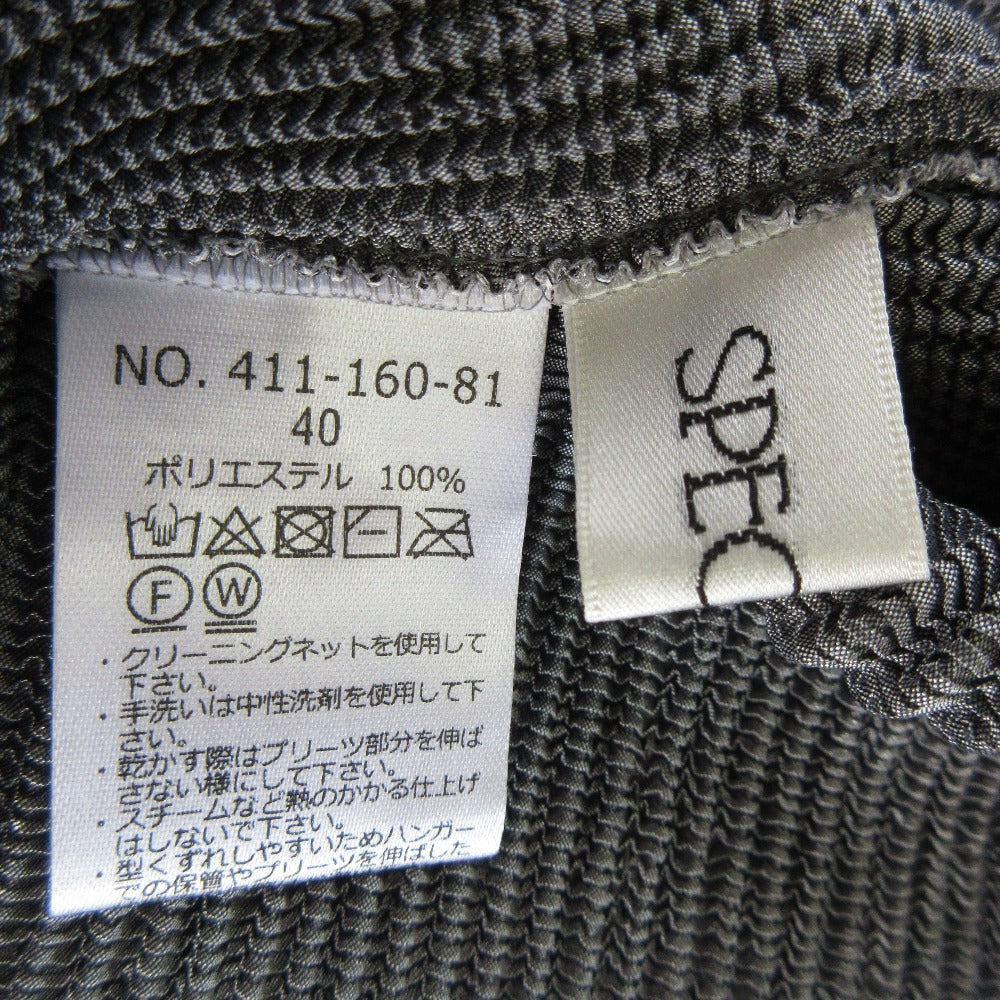 NO. 411-160-81
40
ポリエステル 100%
F W
・クリーニングネットを使用して
下さい。
・手洗いは中性洗剤を使用して下
さい。
・乾かす際はプリーツ部分を伸ば
さない様にして下さい。
・スチームなど熱のかかる仕上げ
はしないで下さい。
・型くずれしやすいためハンガー
での保管やプリーツを伸ばした
SPEC